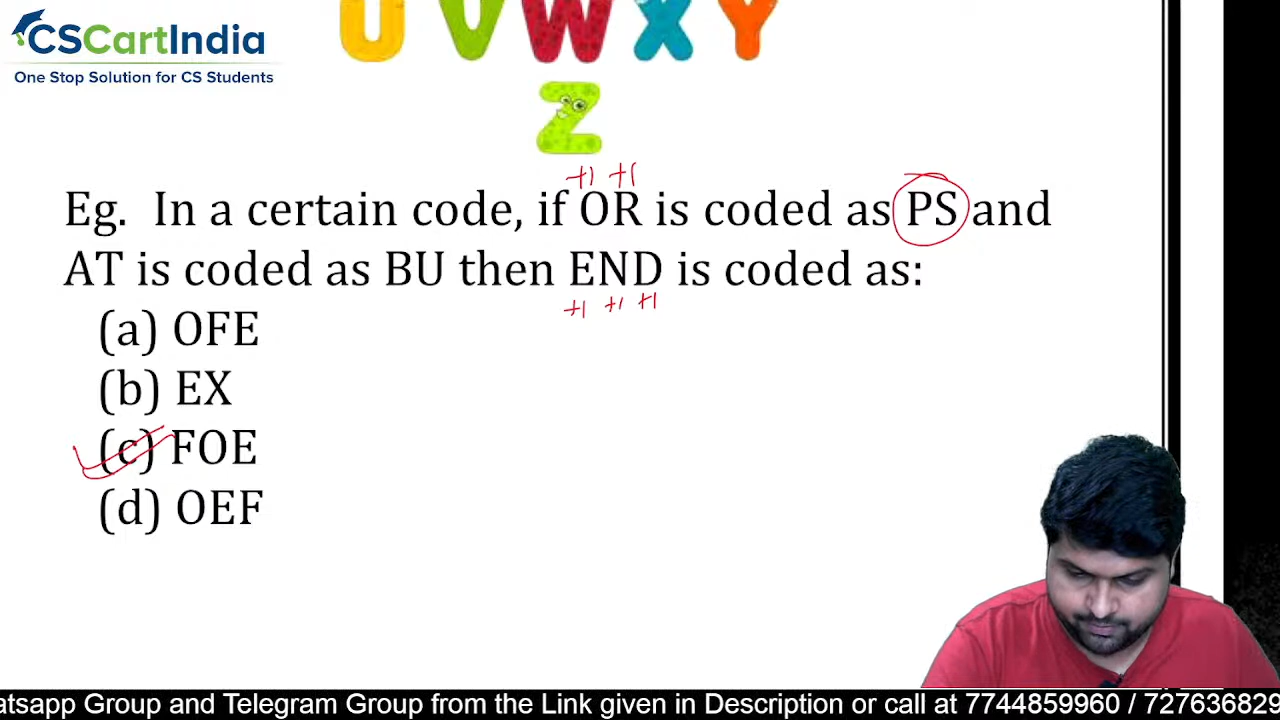 U V W X Y
CSCartIndia
One Stop Solution for CS Students
Z
+1 +1
Eg. In a certain code, if OR is coded as PS and
AT is coded as BU then END is coded as:
+1 +1 +1
(a) OFE
(b) EX
(c) FOE
(d) OEF
atsapp Group and Telegram Group from the Link given in Description or call at 7744859960 / 727636829